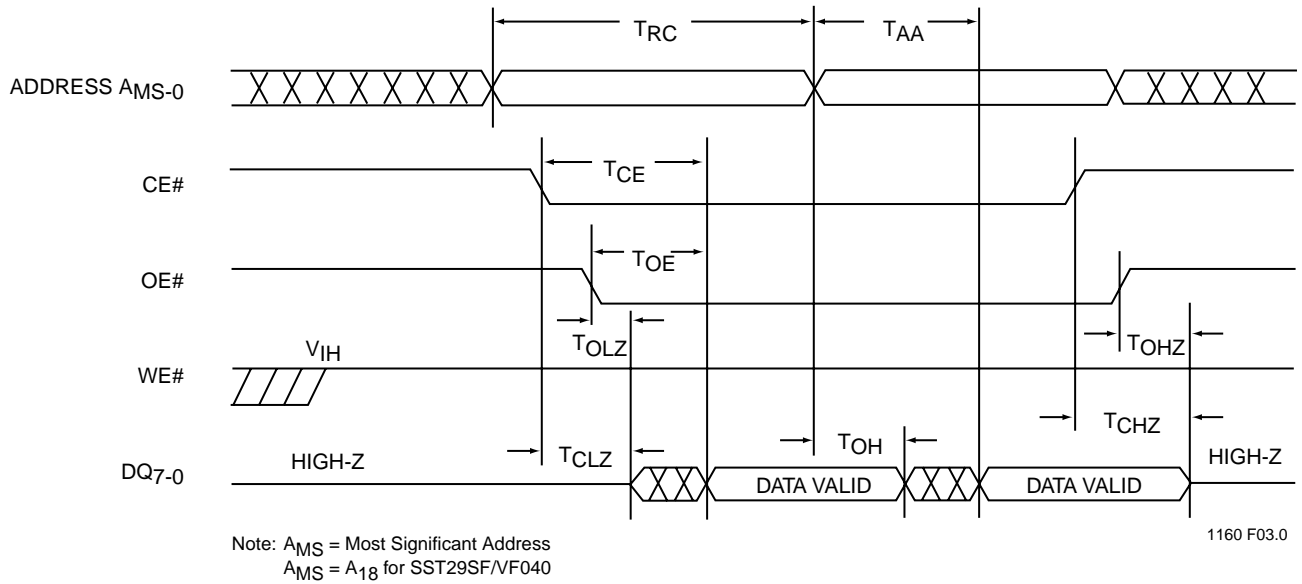 TRC
TAA
ADDRESS AMS-0
TCE
CE#
TOE
OE#
TOLZ
TOHZ
VIH
WE#
TCHZ
TCLZ
TOH
HIGH-Z
HIGH-Z
DQ7-0
DATA VALID
DATA VALID
1160 F03.0
Note: AMS = Most Significant Address
AMS = A18 for SST29SF/VF040